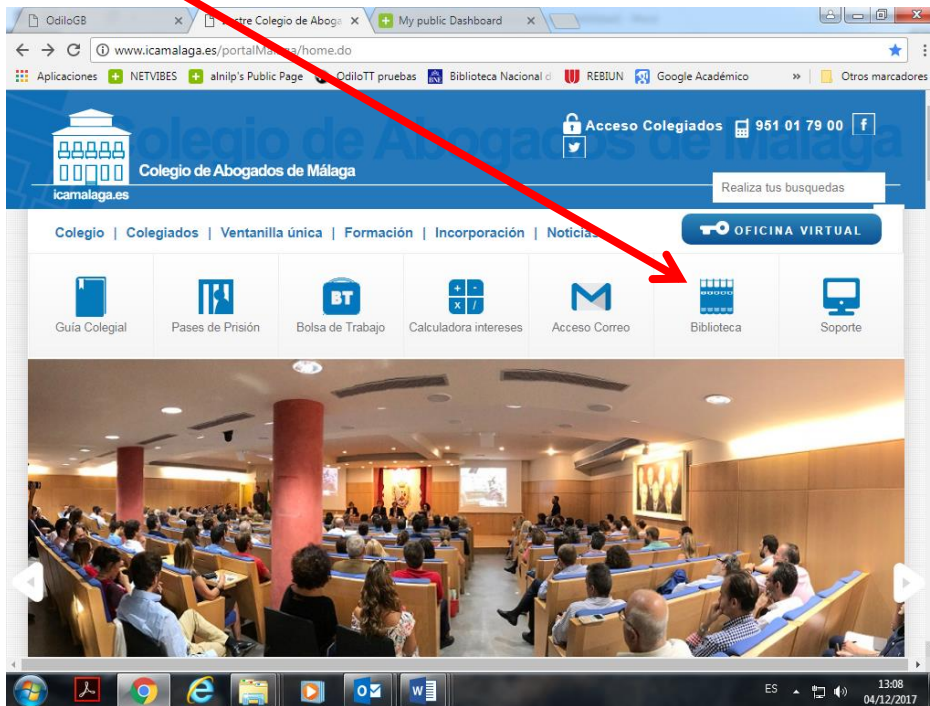 OdiloGB
Ilustre Colegio de Aboga
My public Dashboard
www.icamalaga.es/portalMalaga/home.do
Aplicaciones NETVIBES alnilp's Public Page OdiloTT pruebas BNE Biblioteca Nacional d REBIUN Google Académico » Otros marcadores
Colegio de Abogados de Málaga
Acceso Colegiados 951 01 79 00 f
Colegio de Abogados de Málaga
icamalaga.es
Realiza tus busquedas
Colegio | Colegiados | Ventanilla única | Formación | Incorporación | Noticias
OFICINA VIRTUAL
BT
+ -
x /
Guía Colegial Pases de Prisión Bolsa de Trabajo Calculadora intereses Acceso Correo Biblioteca Soporte
ES 13:08
04/12/2017